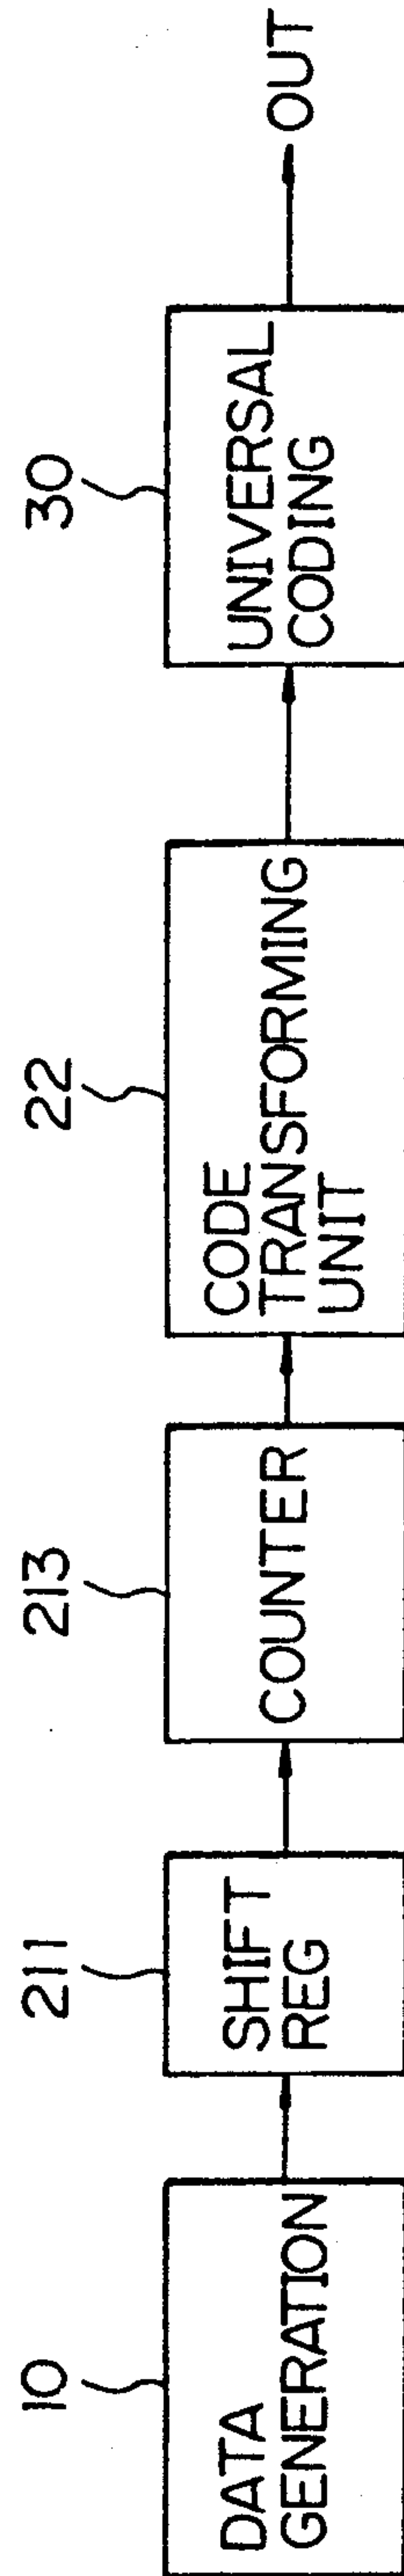 10
DATA
GENERATION
211
SHIFT
REG
213
COUNTER
22
CODE
TRANSFORMING
UNIT
30
UNIVERSAL
CODING
OUT